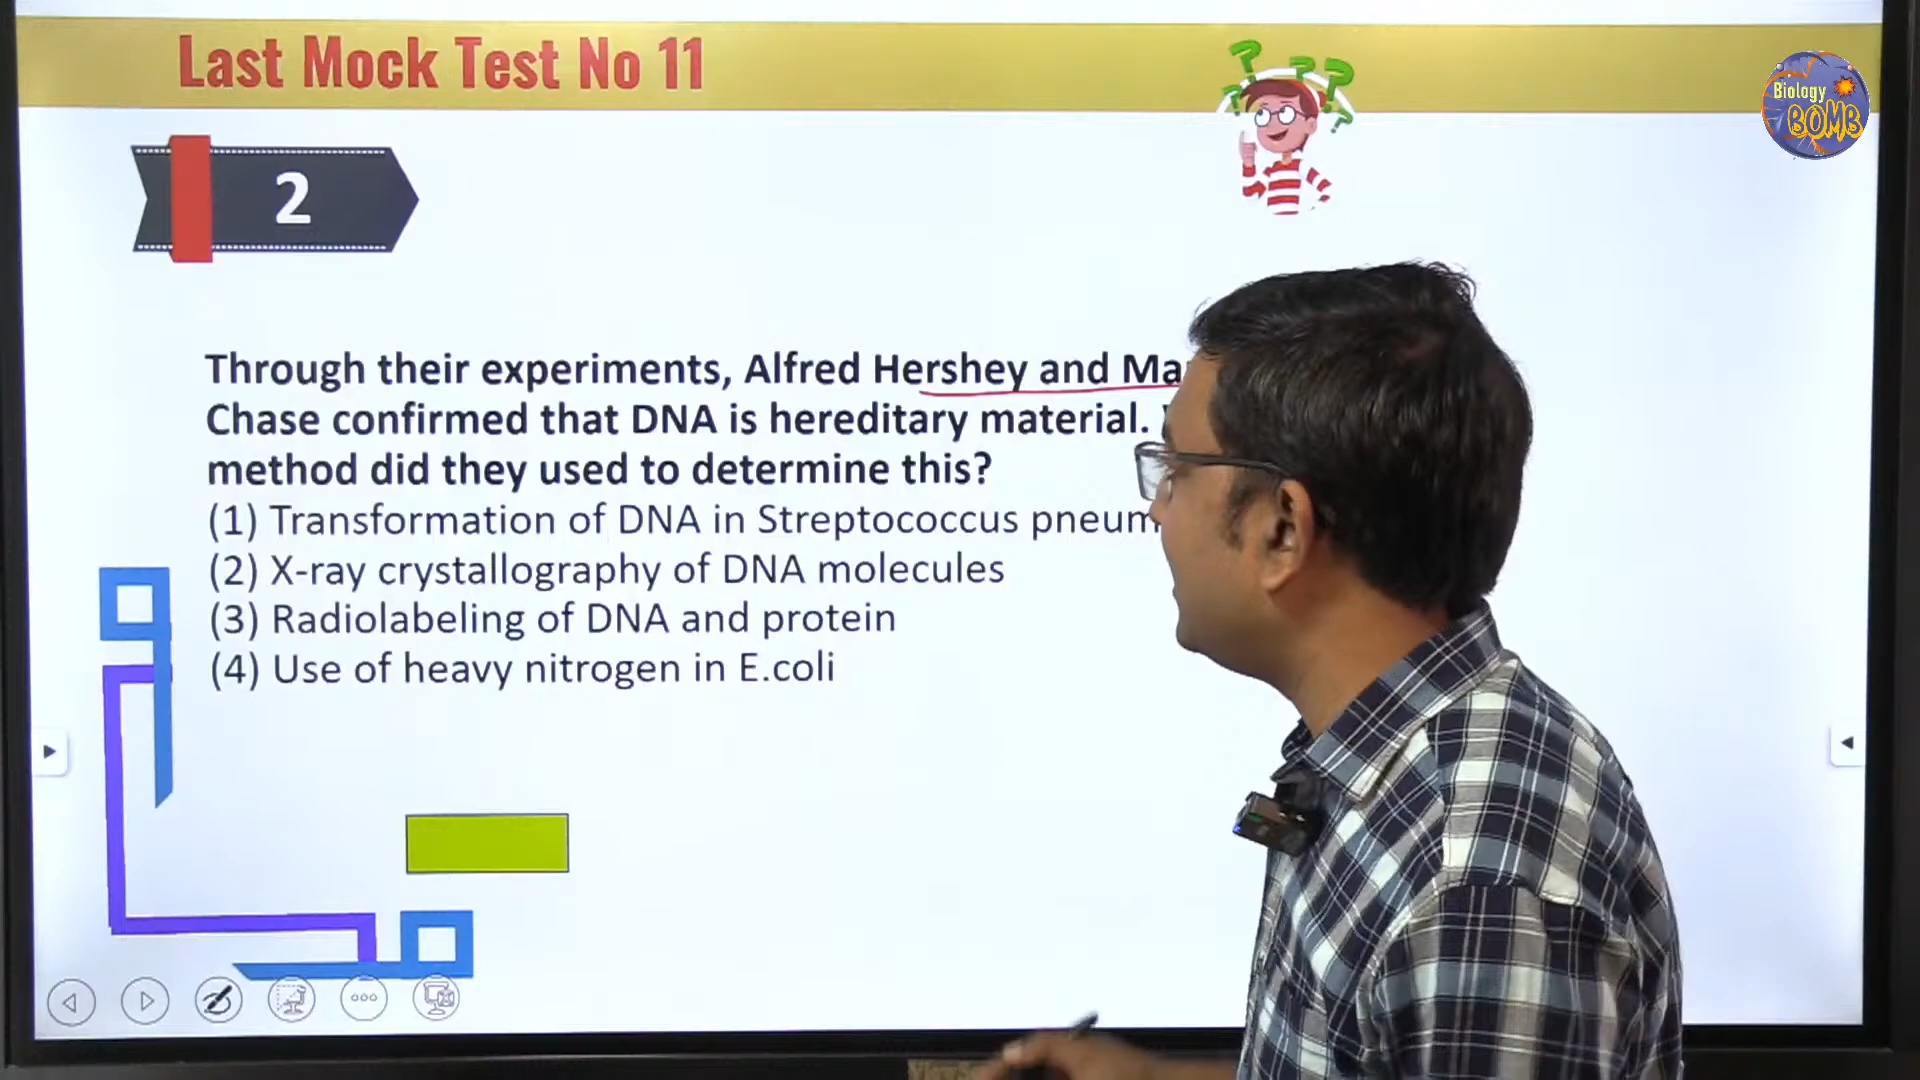 Last Mock Test No 11
Biology
BOMB
2
Through their experiments, Alfred Hershey and
Chase confirmed that DNA is hereditary material.
method did they used to determine this?
(1) Transformation of DNA in Streptococcus
(2) X-ray crystallography of DNA molecules
(3) Radiolabeling of DNA and protein
(4) Use of heavy nitrogen in E.coli